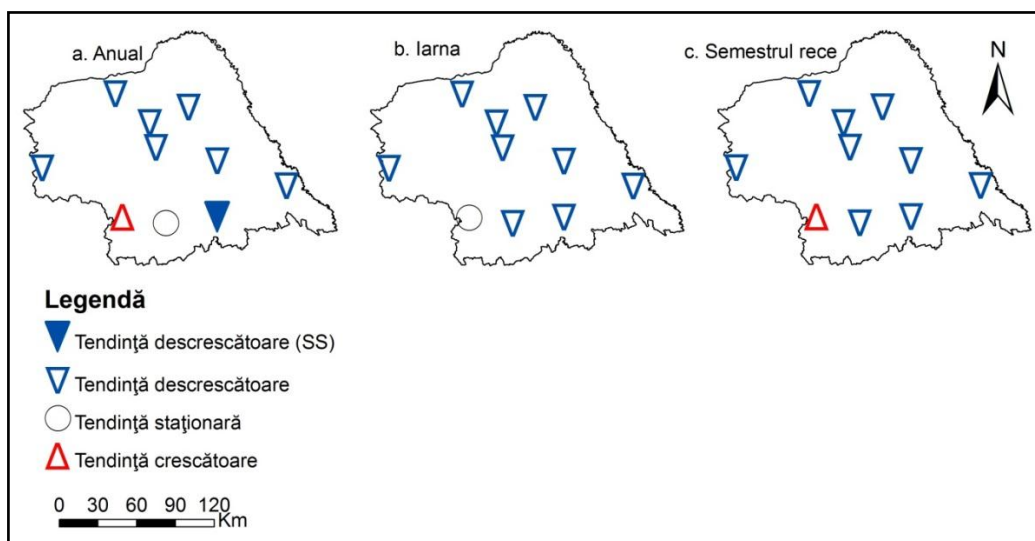 a. Anual
b. Iarna
c. Semestrul rece
N
Legendă
Tendinţă descrescătoare (SS)
Tendinţă descrescătoare
Tendinţă staţionară
Tendinţă crescătoare
0 30 60 90 120
Km